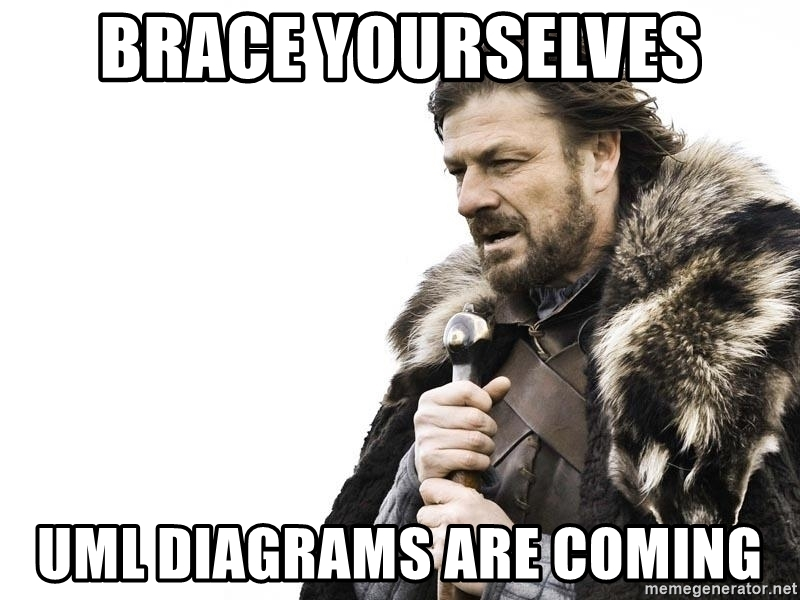 BRACE YOURSELVES
UML DIAGRAMS ARE COMING
memegenerator.net